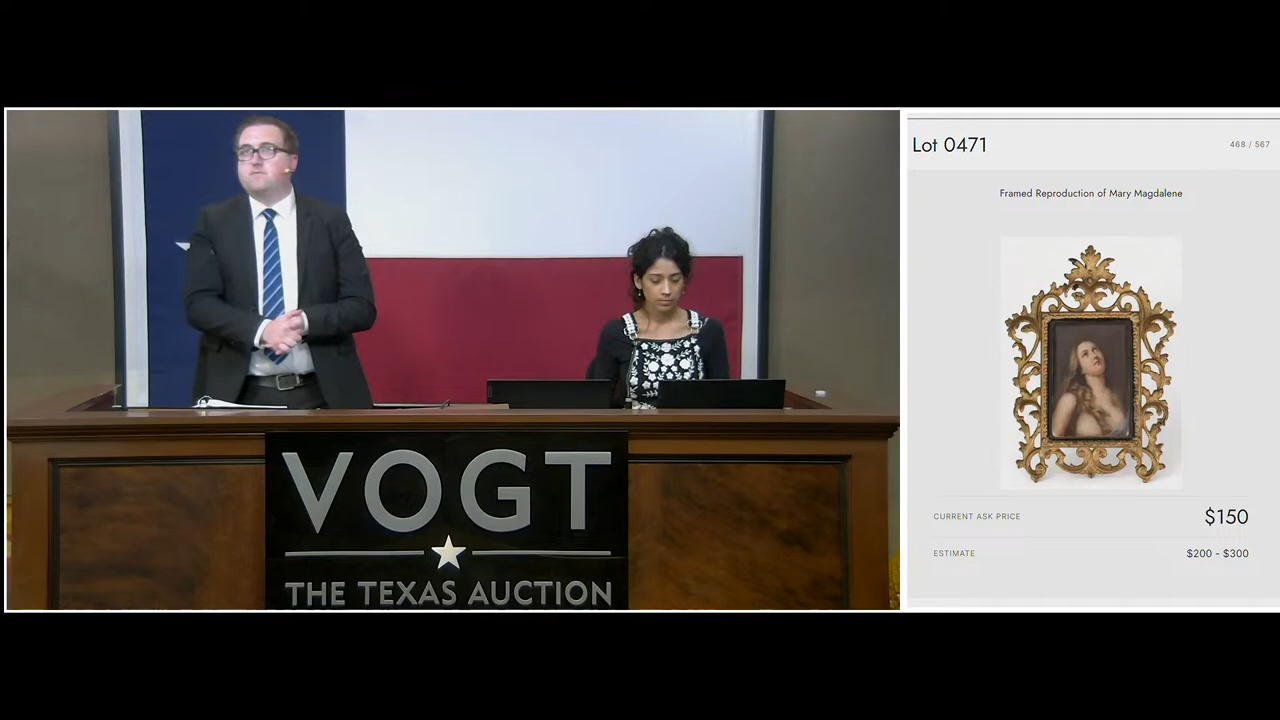 VOGT
THE TEXAS AUCTION
Lot 0471
468 / 567
Framed Reproduction of Mary Magdalene
CURRENT ASK PRICE
$150
ESTIMATE
$200 - $300